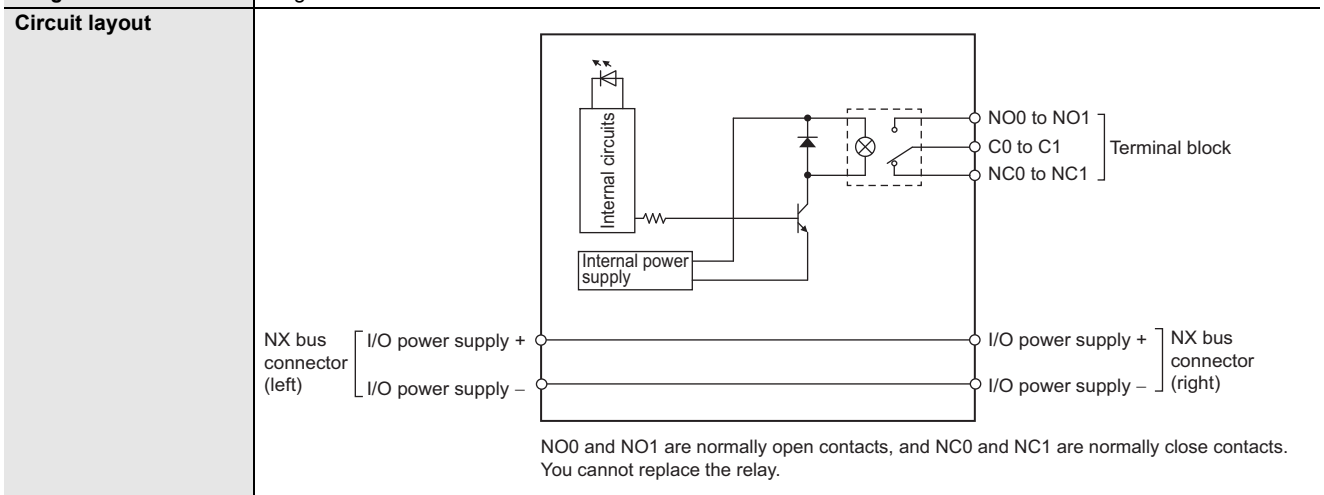 Circuit layout
Internal circuits
NO0 to NO1
C0 to C1
NC0 to NC1
Terminal block
Internal power
supply
NX bus
connector
(left)
I/O power supply +
I/O power supply −
I/O power supply +
I/O power supply −
NX bus
connector
(right)
NO0 and NO1 are normally open contacts, and NC0 and NC1 are normally close contacts.
You cannot replace the relay.